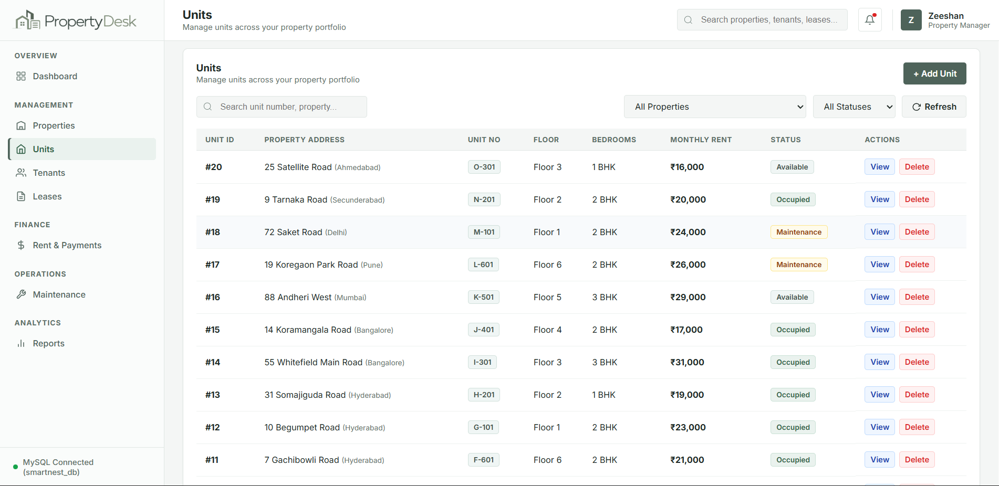 PropertyDesk
Units
Manage units across your property portfolio
Search properties, tenants, leases...
Z
Zeeshan
Property Manager
OVERVIEW
Dashboard
MANAGEMENT
Properties
Units
Tenants
Leases
FINANCE
Rent & Payments
OPERATIONS
Maintenance
ANALYTICS
Reports
MySQL Connected
(smartnest_db)
Units
Manage units across your property portfolio
+ Add Unit
Search unit number, property...
All Properties
All Statuses
Refresh
UNIT ID PROPERTY ADDRESS UNIT NO FLOOR BEDROOMS MONTHLY RENT STATUS ACTIONS
#20 25 Satellite Road (Ahmedabad) O-301 Floor 3 1 BHK ₹16,000 Available View Delete
#19 9 Tarnaka Road (Secunderabad) N-201 Floor 2 2 BHK ₹20,000 Occupied View Delete
#18 72 Saket Road (Delhi) M-101 Floor 1 2 BHK ₹24,000 Maintenance View Delete
#17 19 Koregaon Park Road (Pune) L-601 Floor 6 2 BHK ₹26,000 Maintenance View Delete
#16 88 Andheri West (Mumbai) K-501 Floor 5 3 BHK ₹29,000 Available View Delete
#15 14 Koramangala Road (Bangalore) J-401 Floor 4 2 BHK ₹17,000 Occupied View Delete
#14 55 Whitefield Main Road (Bangalore) I-301 Floor 3 3 BHK ₹31,000 Occupied View Delete
#13 31 Somajiguda Road (Hyderabad) H-201 Floor 2 1 BHK ₹19,000 Occupied View Delete
#12 10 Begumpet Road (Hyderabad) G-101 Floor 1 2 BHK ₹23,000 Occupied View Delete
#11 7 Gachibowli Road (Hyderabad) F-601 Floor 6 2 BHK ₹21,000 Occupied View Delete